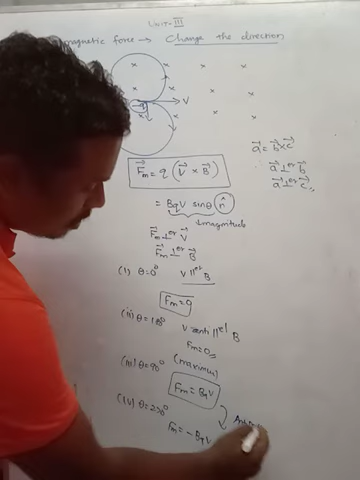 Unit-III
magnetic force → Change the direction
-q
V
F⃗m = q (V⃗ × B⃗)
= BqV sinθ n̂
magnitude
F⃗m ⊥er V⃗
F⃗m ⊥er B⃗
a⃗ = b⃗ × c⃗
a⃗ ⊥er b⃗
a⃗ ⊥er c⃗
(i) θ=0° V ||el B
Fm=0
(ii) θ=180° V anti ||el B
Fm=0
(iii) θ=90° (maximum)
Fm = BqV
(iv) θ=270°
Fm = -BqV